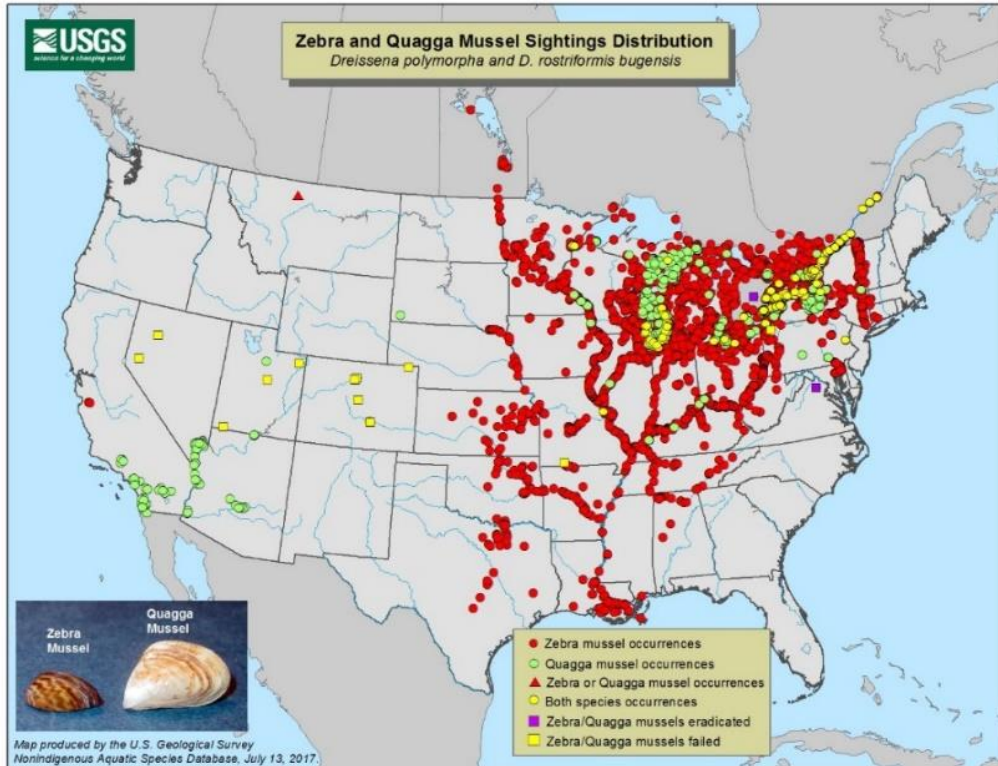 USGS
science for a changing world
Zebra and Quagga Mussel Sightings Distribution
Dreissena polymorpha and D. rostriformis bugensis
Zebra
Mussel
Quagga
Mussel
Zebra mussel occurrences
Quagga mussel occurrences
Zebra or Quagga mussel occurrences
Both species occurrences
Zebra/Quagga mussels eradicated
Zebra/Quagga mussels failed
Map produced by the U.S. Geological Survey
Nonindigenous Aquatic Species Database, July 13, 2017.